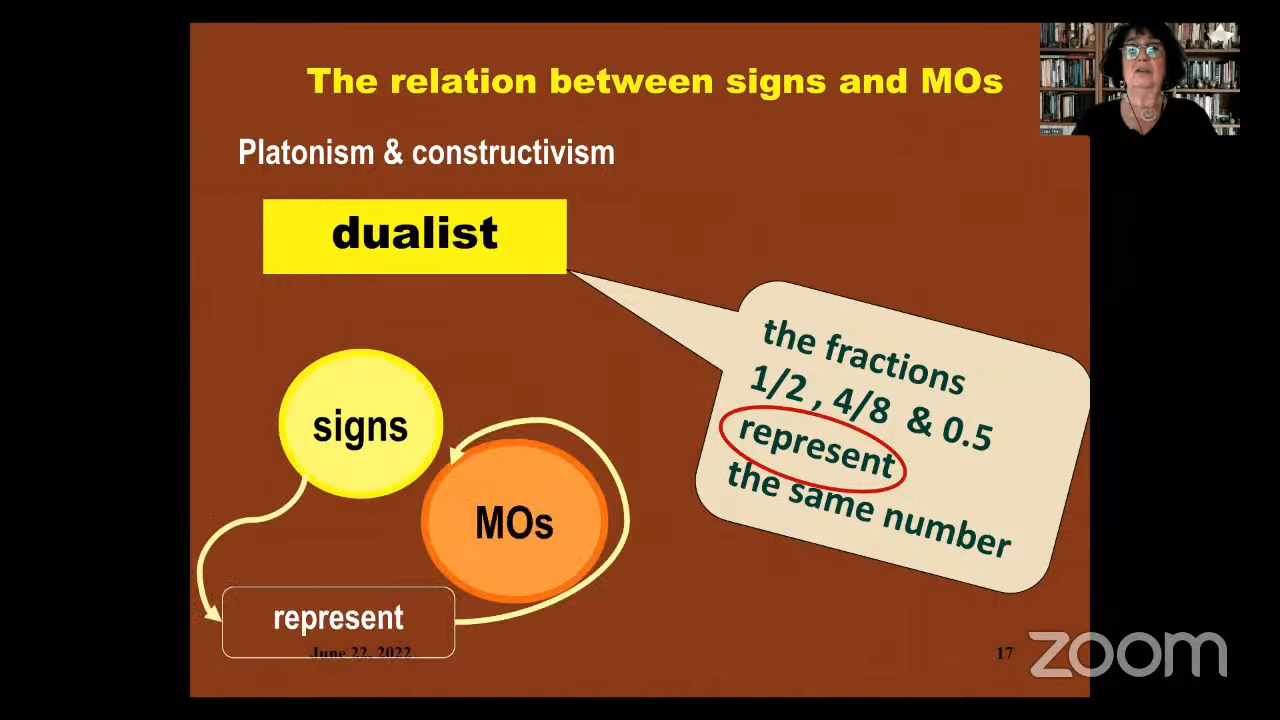 The relation between signs and MOs
Platonism & constructivism
dualist
the fractions
1/2 , 4/8 & 0.5
represent
the same number
signs
MOs
represent
June 22, 2022
17
zoom